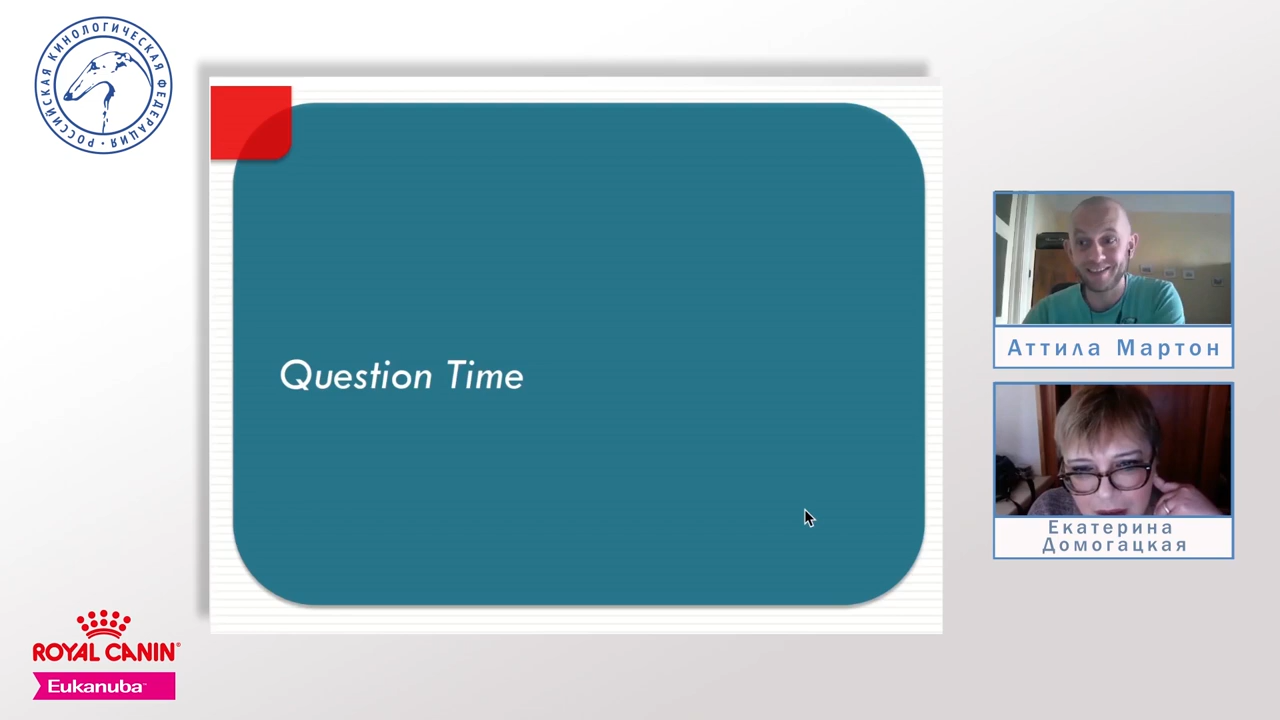 РОССИЙСКАЯ КИНОЛОГИЧЕСКАЯ ФЕДЕРАЦИЯ
Question Time
Аттила Мартон
Екатерина
Домогацкая
ROYAL CANIN
Eukanuba